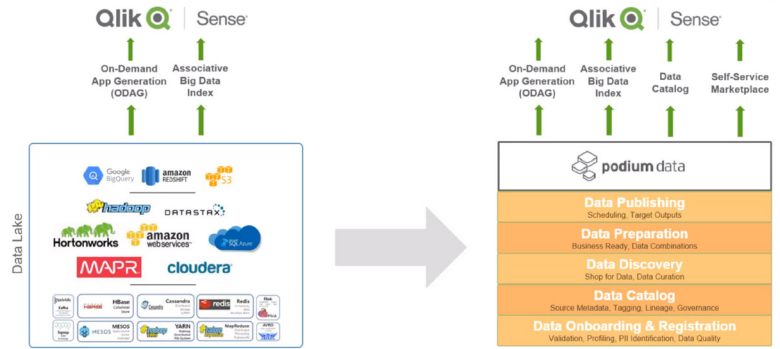 Qlik Q Sense
On-Demand
App Generation
(ODAG)
Associative
Big Data
Index
Data Lake
Google
BigQuery
amazon
REDSHIFT
S3
hadoop
DATASTAX
Hortonworks
amazon
webservices
SQL Azure
MAPR
cloudera
HBase
Cassandra
redis
Redis
MESOS
MESOS
YARN
MapReduce
Qlik Q Sense
On-Demand
App Generation
(ODAG)
Associative
Big Data
Index
Data
Catalog
Self-Service
Marketplace
podium data
Data Publishing
Scheduling, Target Outputs
Data Preparation
Business Ready, Data Combinations
Data Discovery
Shop for Data, Data Curation
Data Catalog
Source Metadata, Tagging, Lineage, Governance
Data Onboarding & Registration
Validation, Profiling, PII Identification, Data Quality